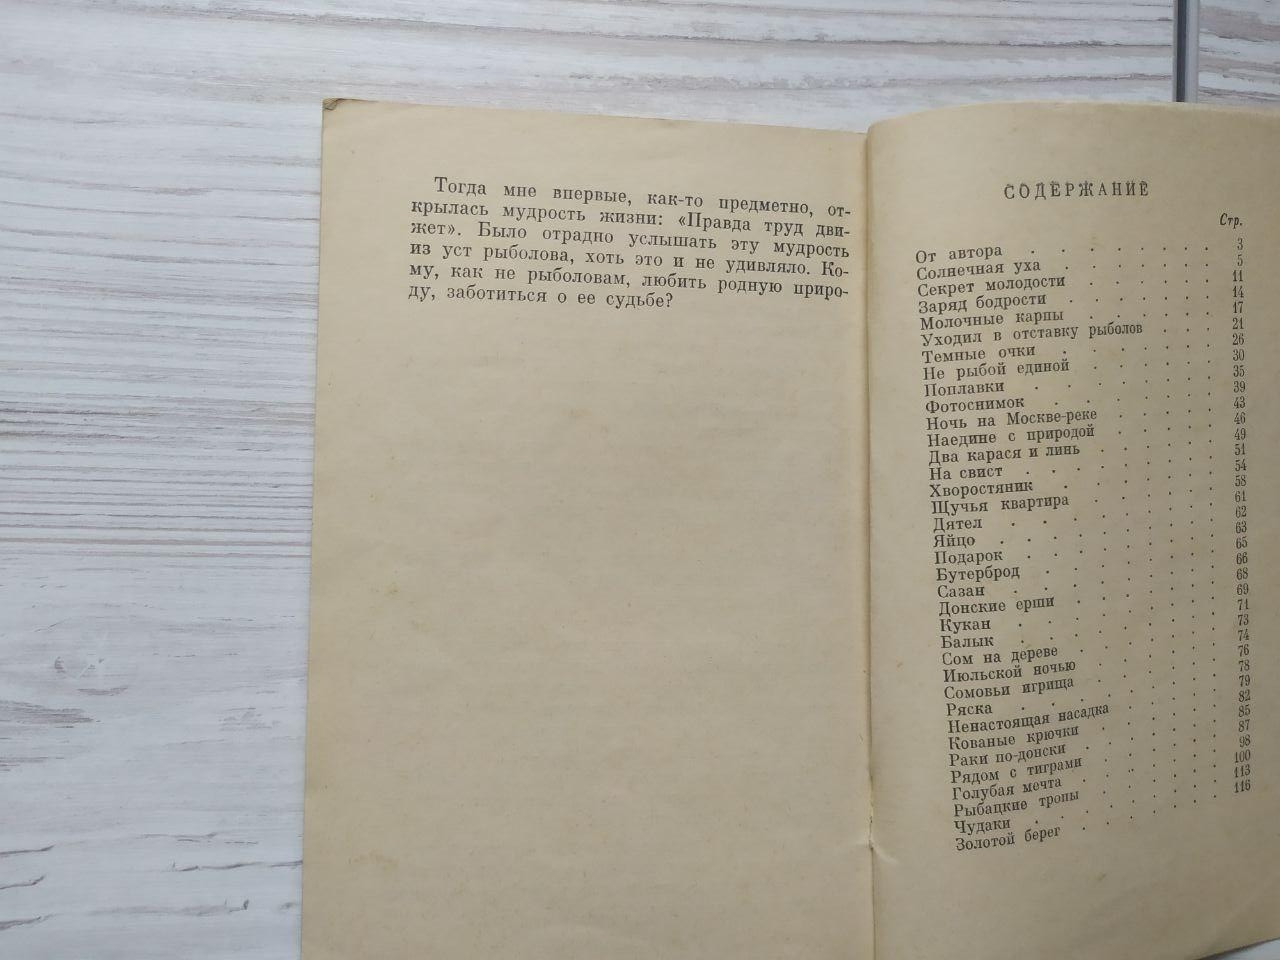 Тогда мне впервые, как-то предметно, от-
крылась мудрость жизни: «Правда труд дви-
жет». Было отрадно услышать эту мудрость
из уст рыболова, хоть это и не удивляло. Ко-
му, как не рыболовам, любить родную приро-
ду, заботиться о ее судьбе?
СОДЕРЖАНИЕ
Стр.
От автора . . . . . . . . 3
Солнечная уха . . . . . . . 5
Секрет молодости . . . . . . 11
Заряд бодрости . . . . . . . 14
Молочные карпы . . . . . . 17
Уходил в отставку рыболов . . . 21
Темные очки . . . . . . . 26
Не рыбой единой . . . . . . 30
Поплавки . . . . . . . . 35
Фотоснимок . . . . . . . 39
Ночь на Москве-реке . . . . . 43
Наедине с природой . . . . . 46
Два карася и линь . . . . . . 49
На свист . . . . . . . . 51
Хворостяник . . . . . . . 54
Щучья квартира . . . . . . 58
Дятел . . . . . . . . 61
Яйцо . . . . . . . . 62
Подарок . . . . . . . . 63
Бутерброд . . . . . . . 65
Сазан . . . . . . . . 66
Донские ерши . . . . . . 68
Кукан . . . . . . . . 69
Балык . . . . . . . . 71
Сом на дереве . . . . . . 73
Июльской ночью . . . . . . 74
Сомовьи игрища . . . . . . 76
Ряска . . . . . . . . 78
Ненастоящая насадка . . . . . 79
Кованые крючки . . . . . . 82
Раки по-донски . . . . . . 85
Рядом с тиграми . . . . . . 87
Голубая мечта . . . . . . 98
Рыбацкие тропы . . . . . . 100
Чудаки . . . . . . . . 113
Золотой берег . . . . . . 116